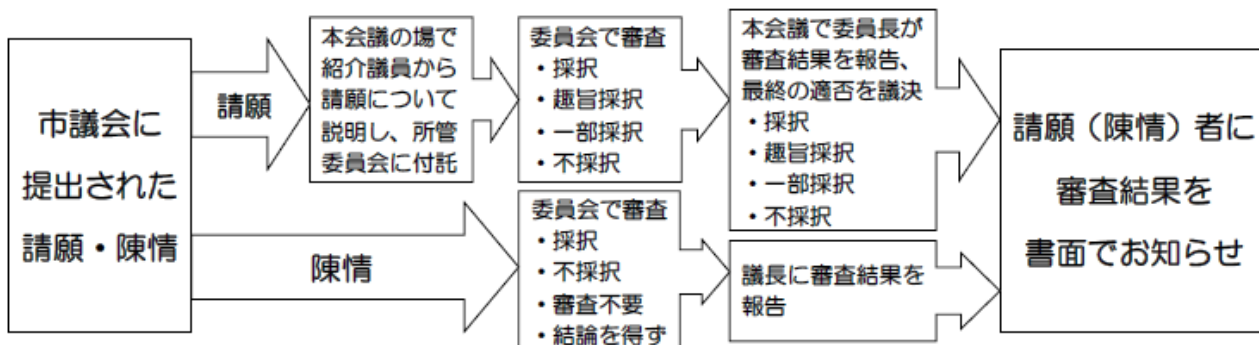 市議会に
提出された
請願・陳情
請願
本会議の場で
紹介議員から
請願について
説明し、所管
委員会に付託
委員会で審査
・採択
・趣旨採択
・一部採択
・不採択
本会議で委員長が
審査結果を報告、
最終の適否を議決
・採択
・趣旨採択
・一部採択
・不採択
陳情
委員会で審査
・採択
・不採択
・審査不要
・結論を得ず
議長に審査結果を
報告
請願（陳情）者に
審査結果を
書面でお知らせ